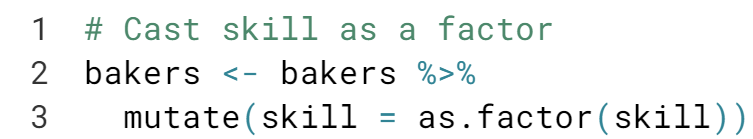 1 # Cast skill as a factor
2 bakers <- bakers %>%
3   mutate(skill = as.factor(skill))